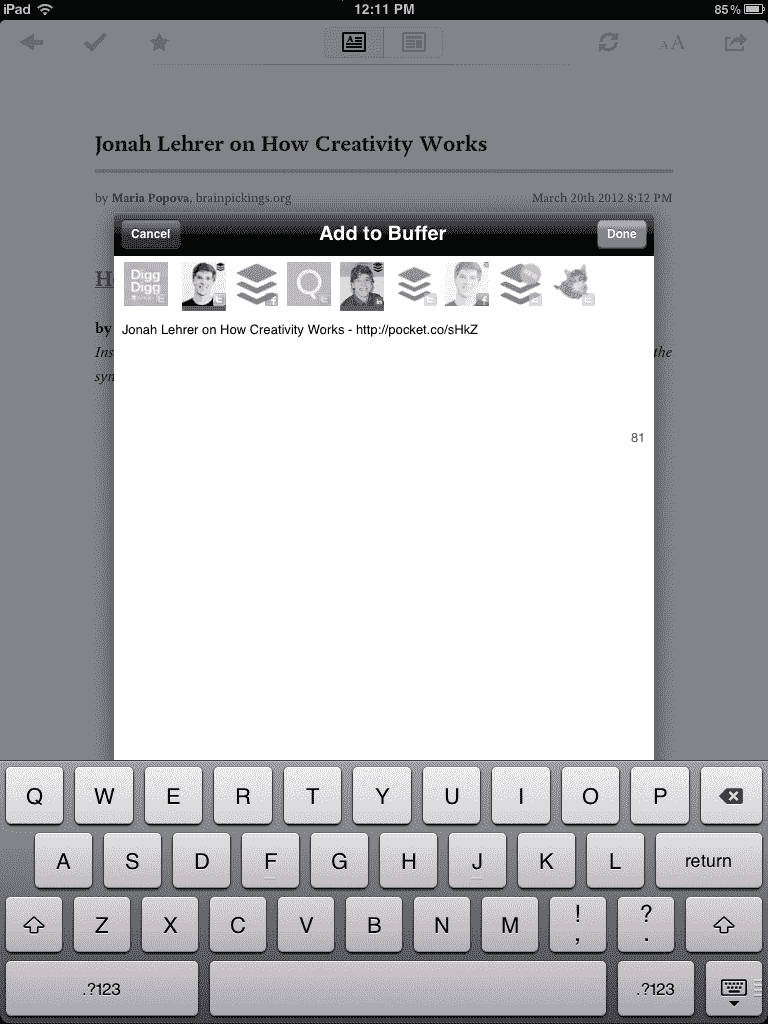 iPad 12:11 PM 85%
A AA
Jonah Lehrer on How Creativity Works
by Maria Popova, brainpickings.org March 20th 2012 8:12 PM
Cancel Add to Buffer Done
Digg
Digg
Q
H
by
Jonah Lehrer on How Creativity Works - http://pocket.co/sHkZ
Ins the
syn
81
Q W E R T Y U I O P
A S D F G H J K L return
Z X C V B N M ! , ? .
.?123 .?123